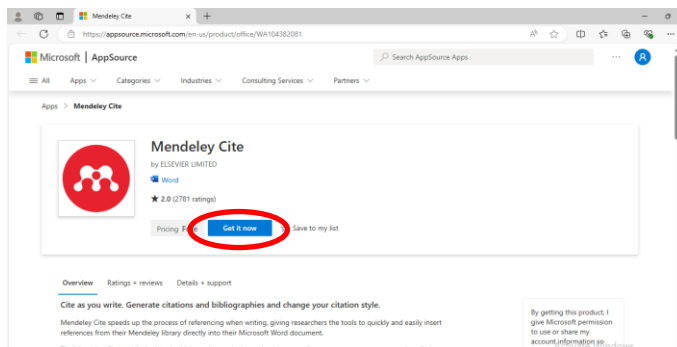 Mendeley Cite
https://appsource.microsoft.com/en-us/product/office/WA104382081
Microsoft | AppSource
Search AppSource Apps
All Apps Categories Industries Consulting Services Partners
Apps > Mendeley Cite
Mendeley Cite
by ELSEVIER LIMITED
Word
★ 2.0 (2781 ratings)
Pricing Get it now Save to my list
Overview Ratings + reviews Details + support
Cite as you write. Generate citations and bibliographies and change your citation style.
Mendeley Cite speeds up the process of referencing when writing, giving researchers the tools to quickly and easily insert
references from their Mendeley library directly into their Microsoft Word document.
By getting this product, I
give Microsoft permission
to use or share my
account information so